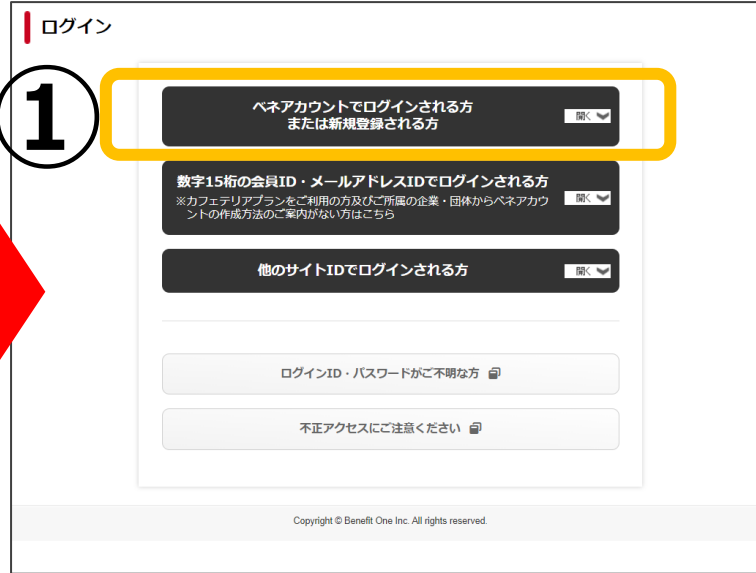 ログイン
①
ベネアカウントでログインされる方
または新規登録される方
開く
数字15桁の会員ID・メールアドレスIDでログインされる方
※カフェテリアプランをご利用の方及びご所属の企業・団体からベネアカウ
ントの作成方法のご案内がない方はこちら
開く
他のサイトIDでログインされる方
開く
ログインID・パスワードがご不明な方
不正アクセスにご注意ください
Copyright © Benefit One Inc. All rights reserved.